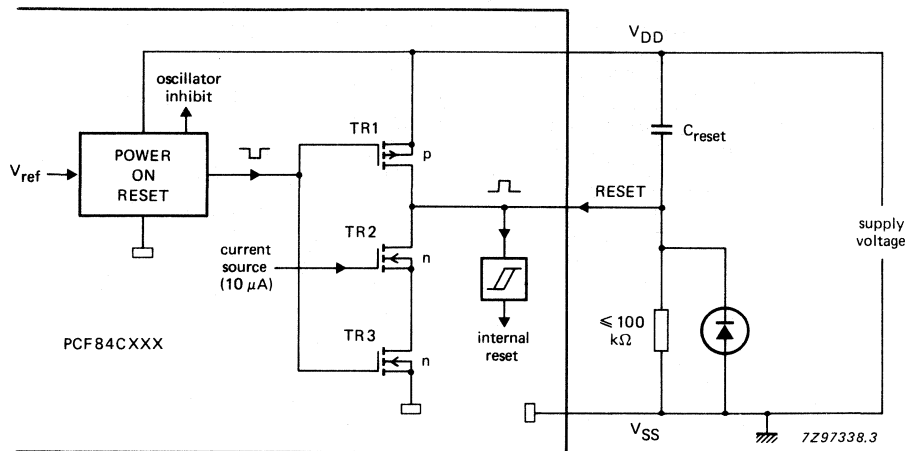 V_DD
oscillator
inhibit
TR1
p
C_reset
POWER
ON
RESET
V_ref
RESET
supply
voltage
TR2
n
current
source
(10 μA)
⩽ 100
kΩ
internal
reset
TR3
n
PCF84CXXX
V_SS
7Z97338.3